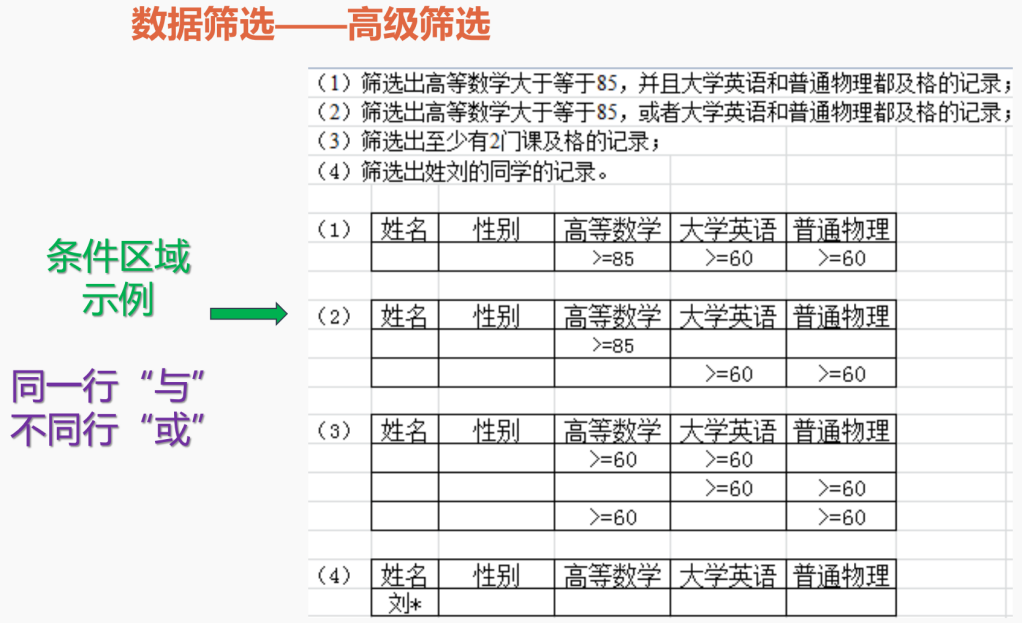 数据筛选——高级筛选
（1）筛选出高等数学大于等于85，并且大学英语和普通物理都及格的记录；
（2）筛选出高等数学大于等于85，或者大学英语和普通物理都及格的记录；
（3）筛选出至少有2门课及格的记录；
（4）筛选出姓刘的同学的记录。
条件区域
示例
同一行“与”
不同行“或”
（1） 姓名 性别 高等数学 大学英语 普通物理
>=85 >=60 >=60
（2） 姓名 性别 高等数学 大学英语 普通物理
>=85
>=60 >=60
（3） 姓名 性别 高等数学 大学英语 普通物理
>=60 >=60
>=60 >=60
>=60 >=60
（4） 姓名 性别 高等数学 大学英语 普通物理
刘*